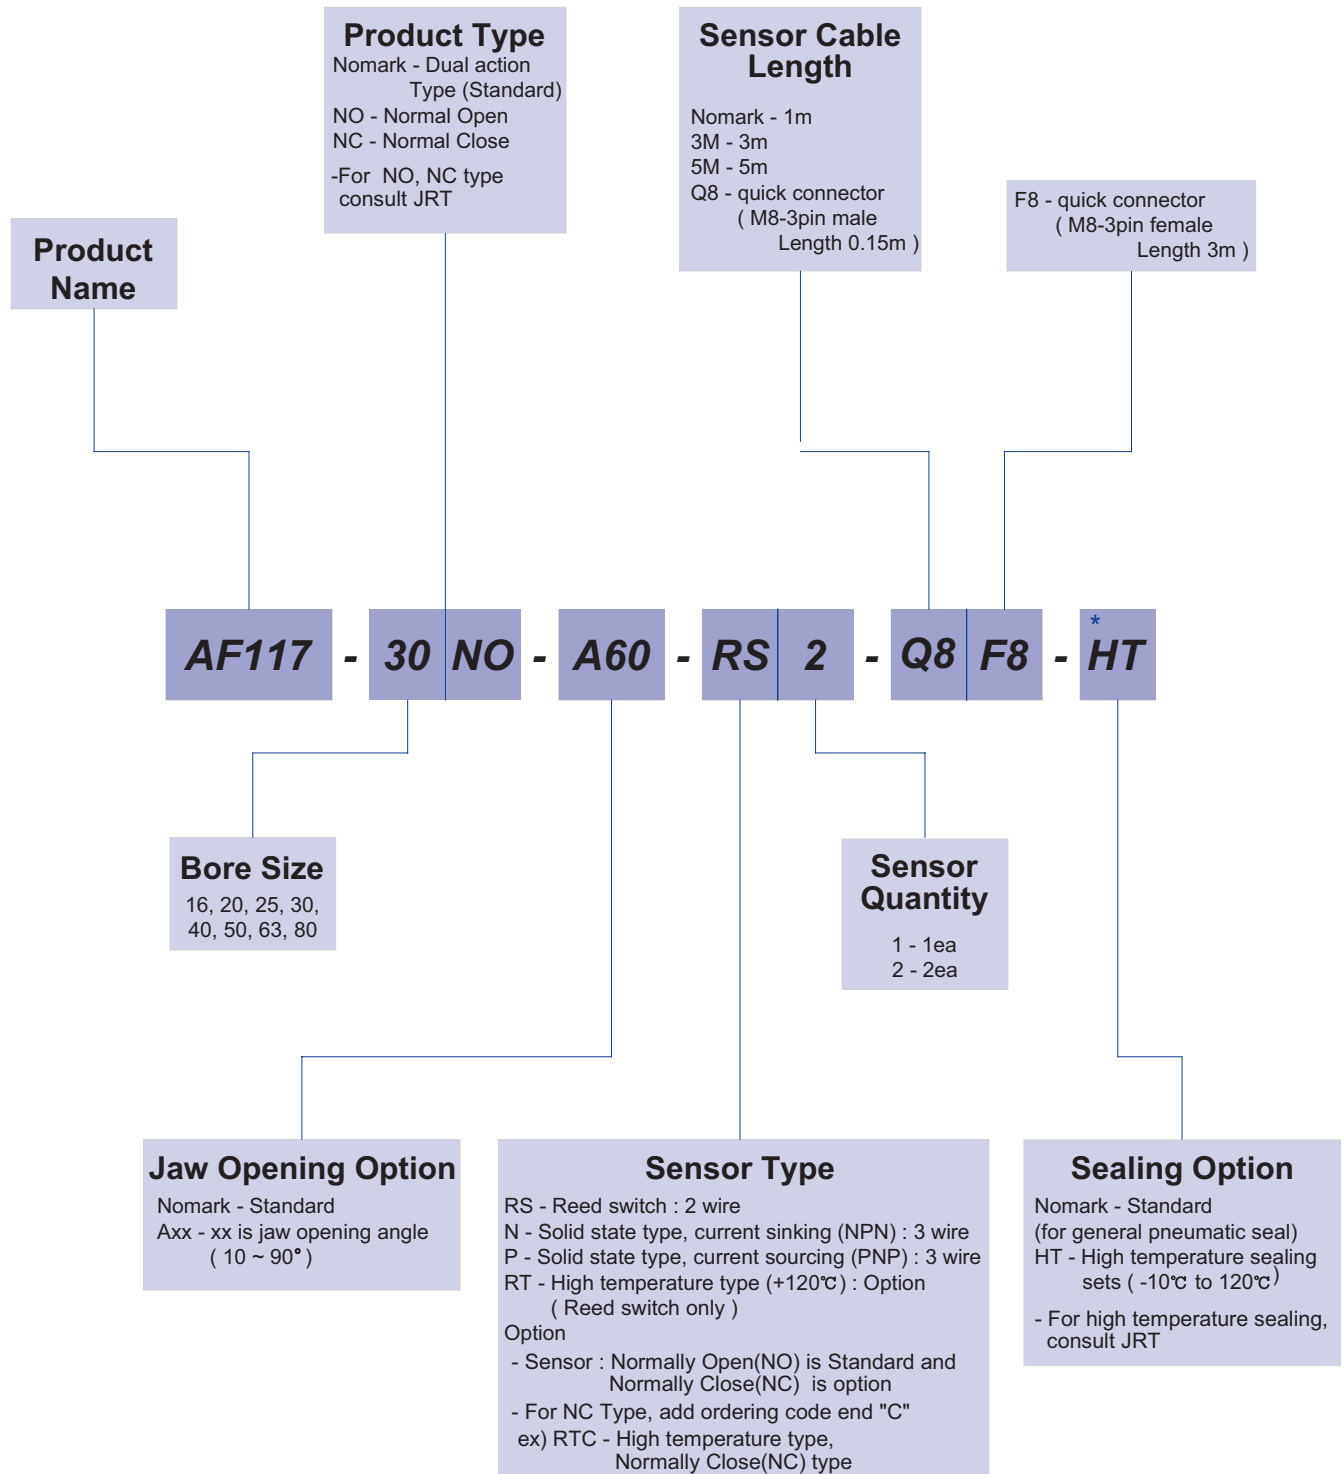 Product Type
Nomark - Dual action
Type (Standard)
NO - Normal Open
NC - Normal Close
-For NO, NC type
consult JRT
Sensor Cable
Length
Nomark - 1m
3M - 3m
5M - 5m
Q8 - quick connector
( M8-3pin male
Length 0.15m )
F8 - quick connector
( M8-3pin female
Length 3m )
Product
Name
AF117 - 30 NO - A60 - RS 2 - Q8 F8 - *HT
Bore Size
16, 20, 25, 30,
40, 50, 63, 80
Sensor
Quantity
1 - 1ea
2 - 2ea
Jaw Opening Option
Nomark - Standard
Axx - xx is jaw opening angle
( 10 ~ 90° )
Sensor Type
RS - Reed switch : 2 wire
N - Solid state type, current sinking (NPN) : 3 wire
P - Solid state type, current sourcing (PNP) : 3 wire
RT - High temperature type (+120℃) : Option
( Reed switch only )
Option
- Sensor : Normally Open(NO) is Standard and
Normally Close(NC) is option
- For NC Type, add ordering code end "C"
ex) RTC - High temperature type,
Normally Close(NC) type
Sealing Option
Nomark - Standard
(for general pneumatic seal)
HT - High temperature sealing
sets ( -10℃ to 120℃)
- For high temperature sealing,
consult JRT